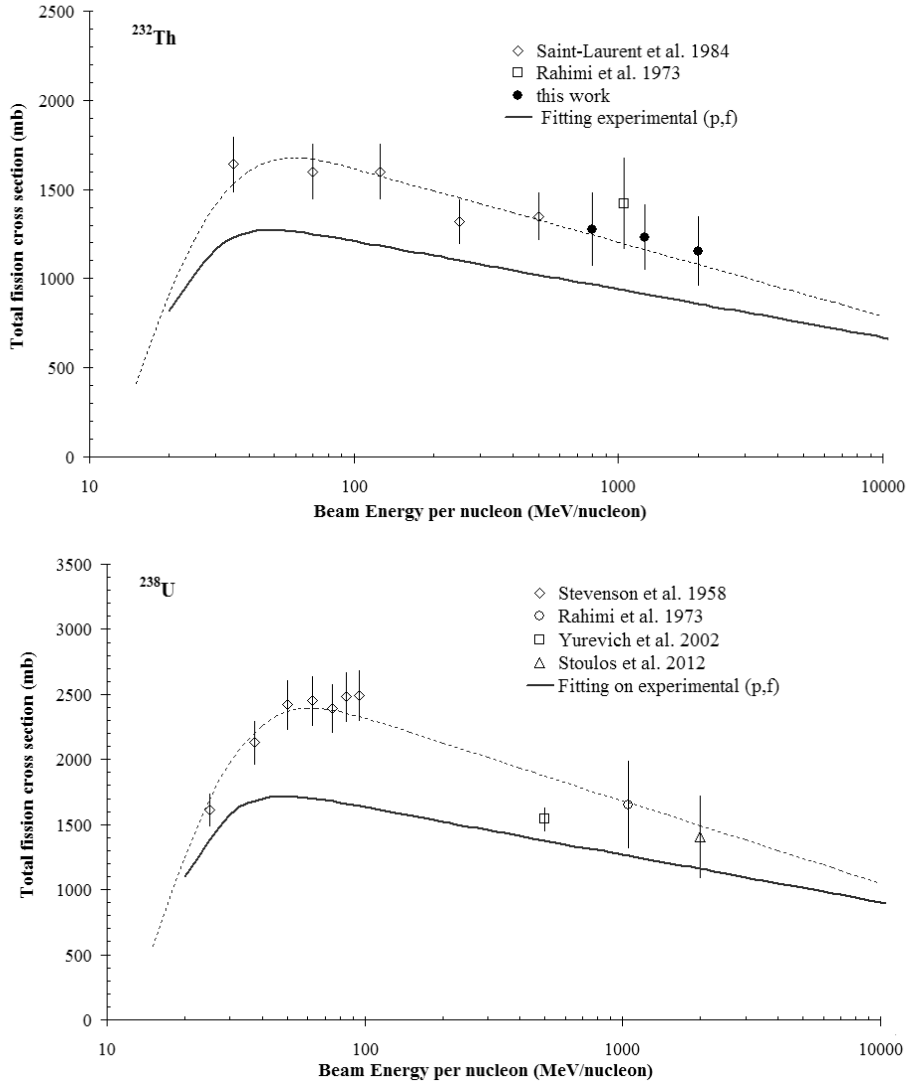 2500
2000
1500
1000
500
0
Total fission cross section (mb)
²³²Th
Saint-Laurent et al. 1984
Rahimi et al. 1973
this work
Fitting experimental (p,f)
10
100
1000
10000
Beam Energy per nucleon (MeV/nucleon)
3500
3000
2500
2000
1500
1000
500
0
Total fission cross section (mb)
²³⁸U
Stevenson et al. 1958
Rahimi et al. 1973
Yurevich et al. 2002
Stoulos et al. 2012
Fitting on experimental (p,f)
10
100
1000
10000
Beam Energy per nucleon (MeV/nucleon)